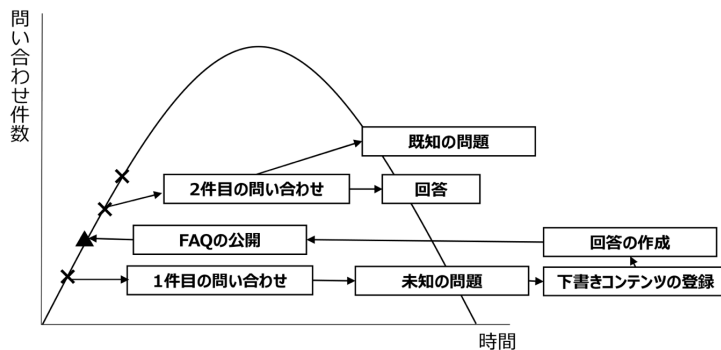 問い合わせ件数
既知の問題
2件目の問い合わせ
回答
FAQの公開
回答の作成
1件目の問い合わせ
未知の問題
下書きコンテンツの登録
時間